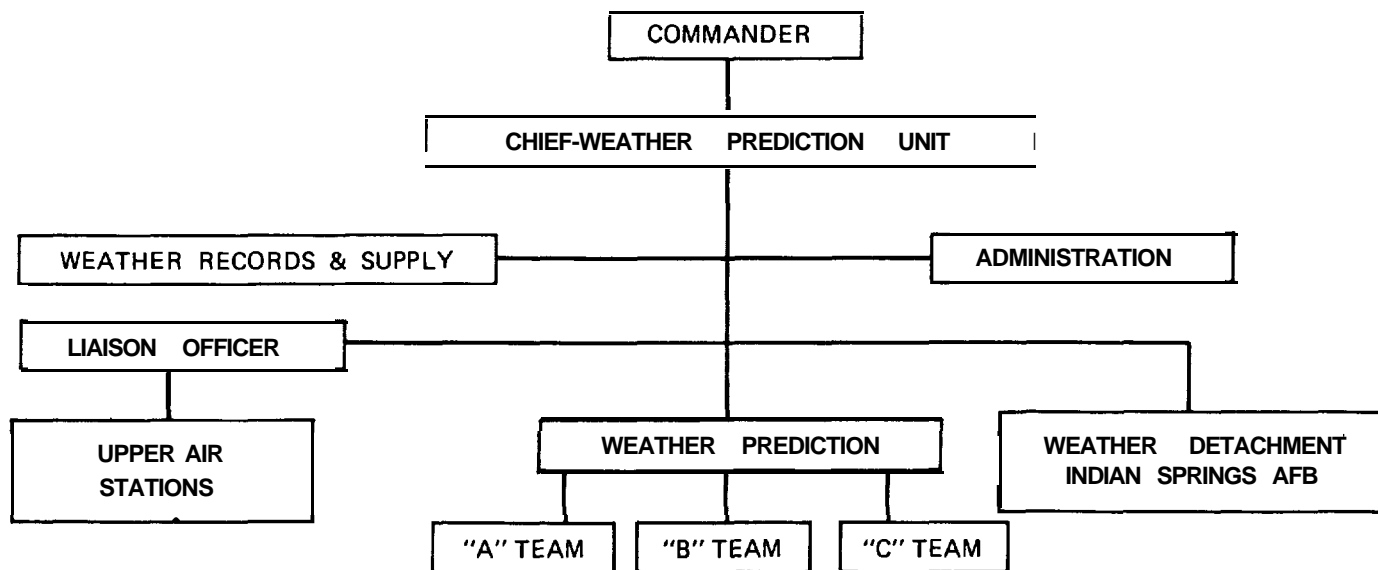 COMMANDER
CHIEF-WEATHER PREDICTION UNIT
WEATHER RECORDS & SUPPLY
ADMINISTRATION
LIAISON OFFICER
UPPER AIR
STATIONS
WEATHER PREDICTION
WEATHER DETACHMENT
INDIAN SPRINGS AFB
"A" TEAM
"B" TEAM
"C" TEAM